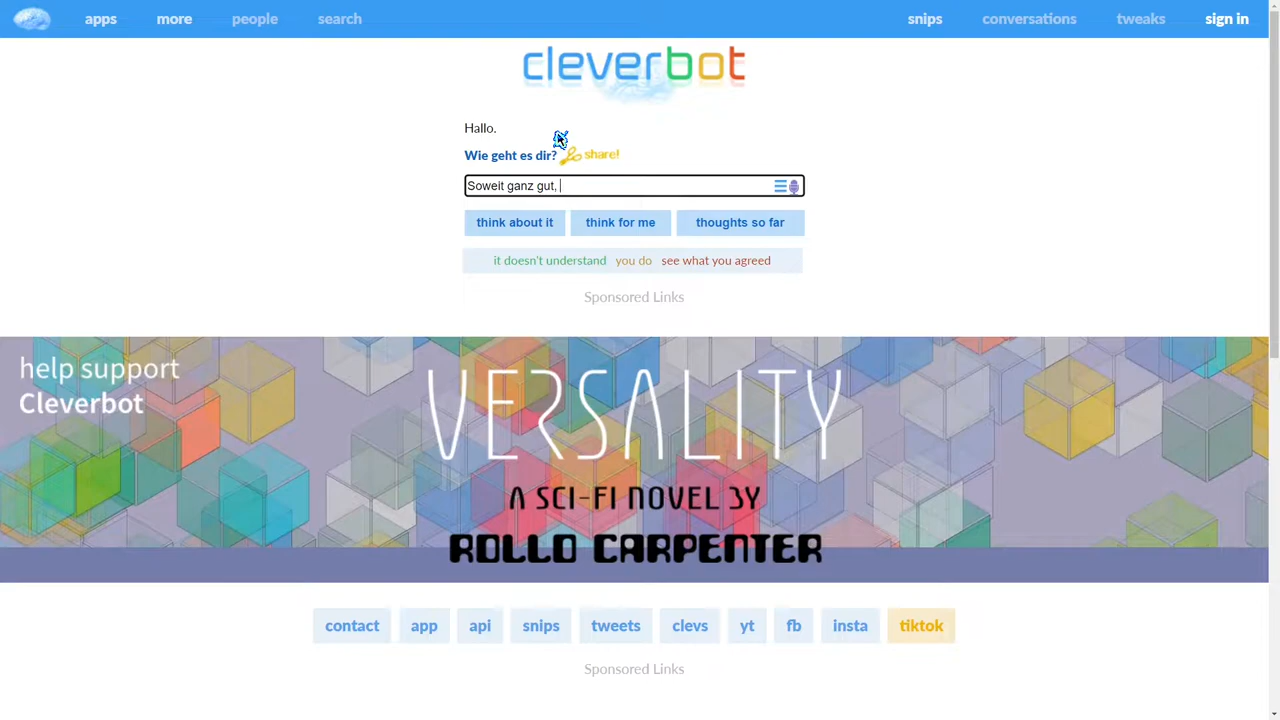 apps more people search snips conversations tweaks sign in
cleverbot
Hallo.
Wie geht es dir? share!
Soweit ganz gut,
think about it think for me thoughts so far
it doesn't understand you do see what you agreed
Sponsored Links
help support
Cleverbot
VERSALITY
A SCI-FI NOVEL BY
ROLLO CARPENTER
contact app api snips tweets clevs yt fb insta tiktok
Sponsored Links